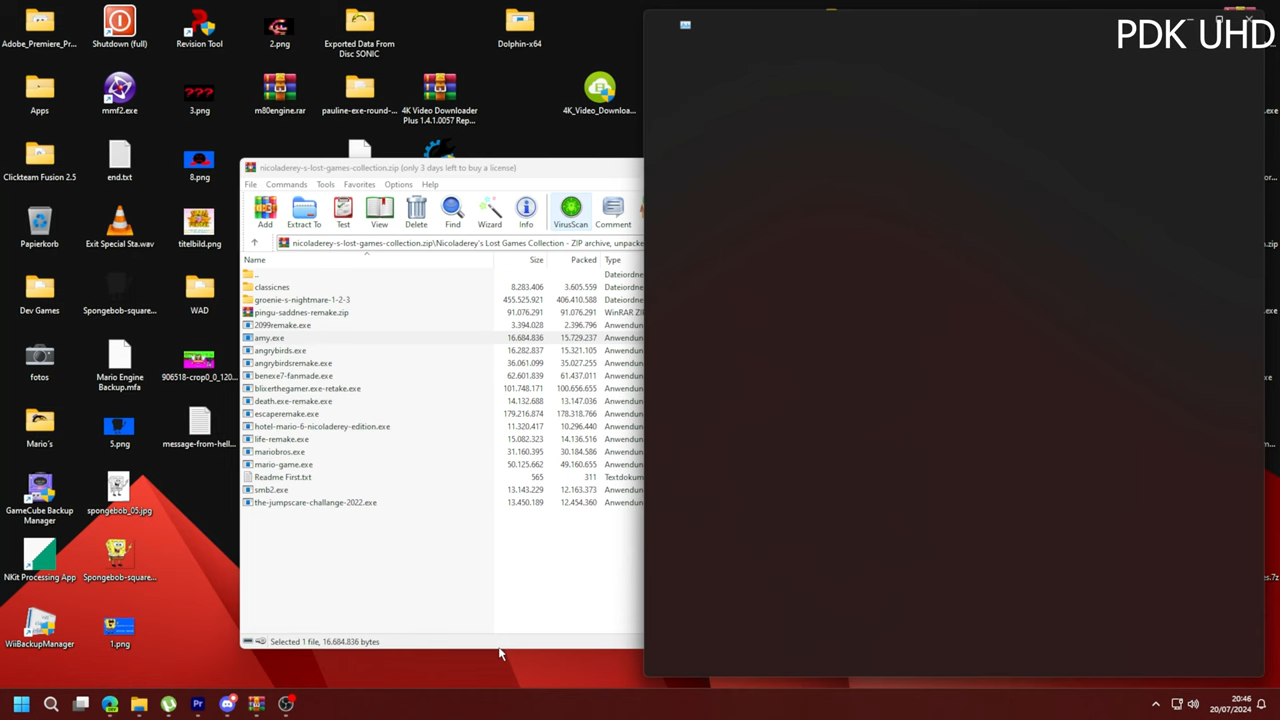 PDK UHD
Adobe_Premiere_Pr...
Shutdown (full)
Revision Tool
2.png
Exported Data From
Disc SONIC
Dolphin-x64
Apps
mmf2.exe
3.png
m80engine.rar
pauline-exe-round-...
4K Video Downloader
Plus 1.4.1.0057 Rep...
4K_Video_Downloa...
Clickteam Fusion 2.5
end.txt
8.png
Papierkorb
Exit Special Sta.wav
titelbild.png
Dev Games
Spongebob-square...
WAD
fotos
Mario Engine
Backup.mfa
906518-crop0_0_120...
Mario's
5.png
message-from-hell...
GameCube Backup
Manager
spongebob_05.jpg
NKit Processing App
Spongebob-square...
WiiBackupManager
1.png
nicoladerey-s-lost-games-collection.zip (only 3 days left to buy a license)
File Commands Tools Favorites Options Help
Add Extract To Test View Delete Find Wizard Info VirusScan Comment
nicoladerey-s-lost-games-collection.zip\Nicoladerey's Lost Games Collection - ZIP archive, unpacke
Name Size Packed Type
.. Dateiordne
classicnes 8.283.406 3.605.559 Dateiordne
groenie-s-nightmare-1-2-3 455.525.921 406.410.588 Dateiordne
pingu-saddnes-remake.zip 91.076.291 91.076.291 WinRAR ZI
2099remake.exe 3.394.028 2.396.796 Anwendun
amy.exe 16.684.836 15.729.237 Anwendun
angrybirds.exe 16.282.837 15.321.105 Anwendun
angrybirdsremake.exe 36.061.099 35.027.255 Anwendun
benexe7-fanmade.exe 62.601.839 61.437.011 Anwendun
blixerthegamer.exe-retake.exe 101.748.171 100.656.655 Anwendun
death.exe-remake.exe 14.132.688 13.147.036 Anwendun
escaperemake.exe 179.216.874 178.318.766 Anwendun
hotel-mario-6-nicoladerey-edition.exe 11.320.417 10.296.440 Anwendun
life-remake.exe 15.082.323 14.136.516 Anwendun
mariobros.exe 31.160.395 30.184.586 Anwendun
mario-game.exe 50.125.662 49.160.655 Anwendun
Readme First.txt 565 311 Textdokum
smb2.exe 13.143.229 12.163.373 Anwendun
the-jumpscare-challange-2022.exe 13.450.189 12.454.360 Anwendun
Selected 1 file, 16.684.836 bytes
20:46
20/07/2024